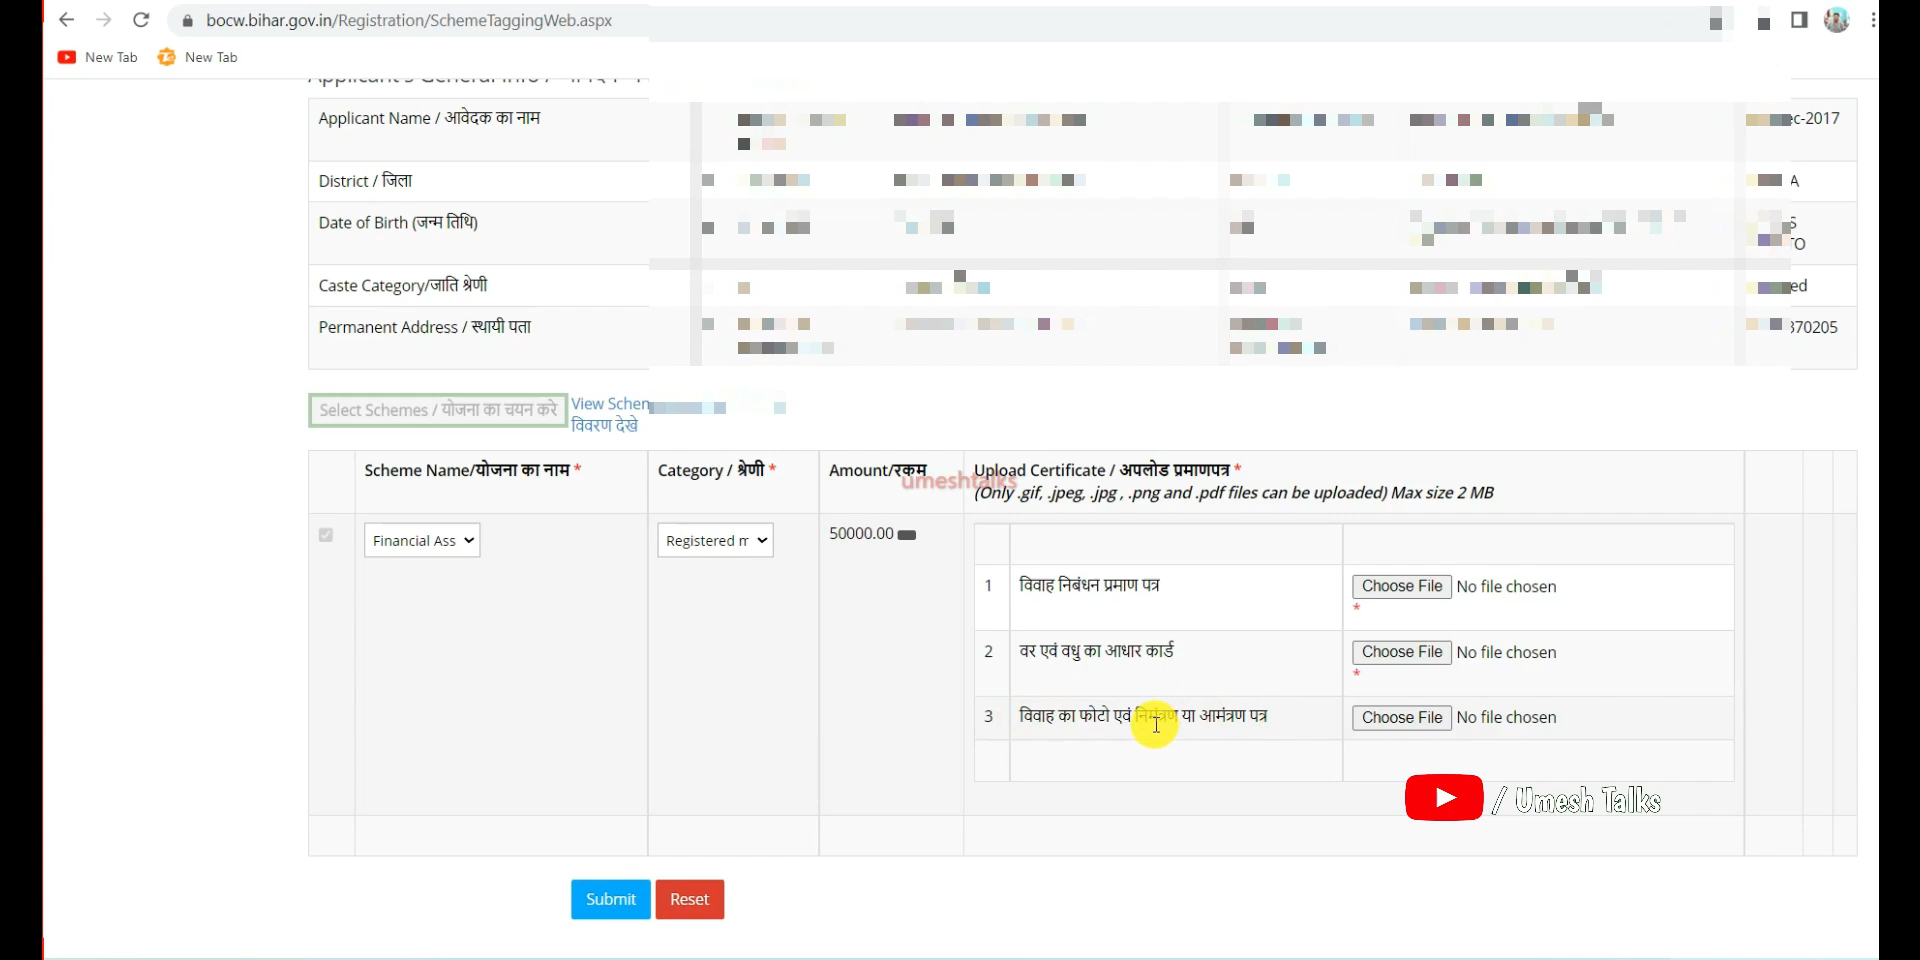 bocw.bihar.gov.in/Registration/SchemeTaggingWeb.aspx
New Tab New Tab
Applicant's General Info /
Applicant Name / आवेदक का नाम ec-2017
District / जिला A
Date of Birth (जन्म तिथि) S
TO
Caste Category/जाति श्रेणी ed
Permanent Address / स्थायी पता 370205
Select Schemes / योजना का चयन करे View Schem
विवरण देखे
Scheme Name/योजना का नाम * Category / श्रेणी * Amount/रकम Upload Certificate / अपलोड प्रमाणपत्र *
umeshtalks
(Only .gif, .jpeg, .jpg , .png and .pdf files can be uploaded) Max size 2 MB
Financial Ass Registered m 50000.00
1 विवाह निबंधन प्रमाण पत्र Choose File No file chosen
*
2 वर एवं वधु का आधार कार्ड Choose File No file chosen
*
3 विवाह का फोटो एवं निमंत्रण या आमंत्रण पत्र Choose File No file chosen
/ Umesh Talks
Submit Reset